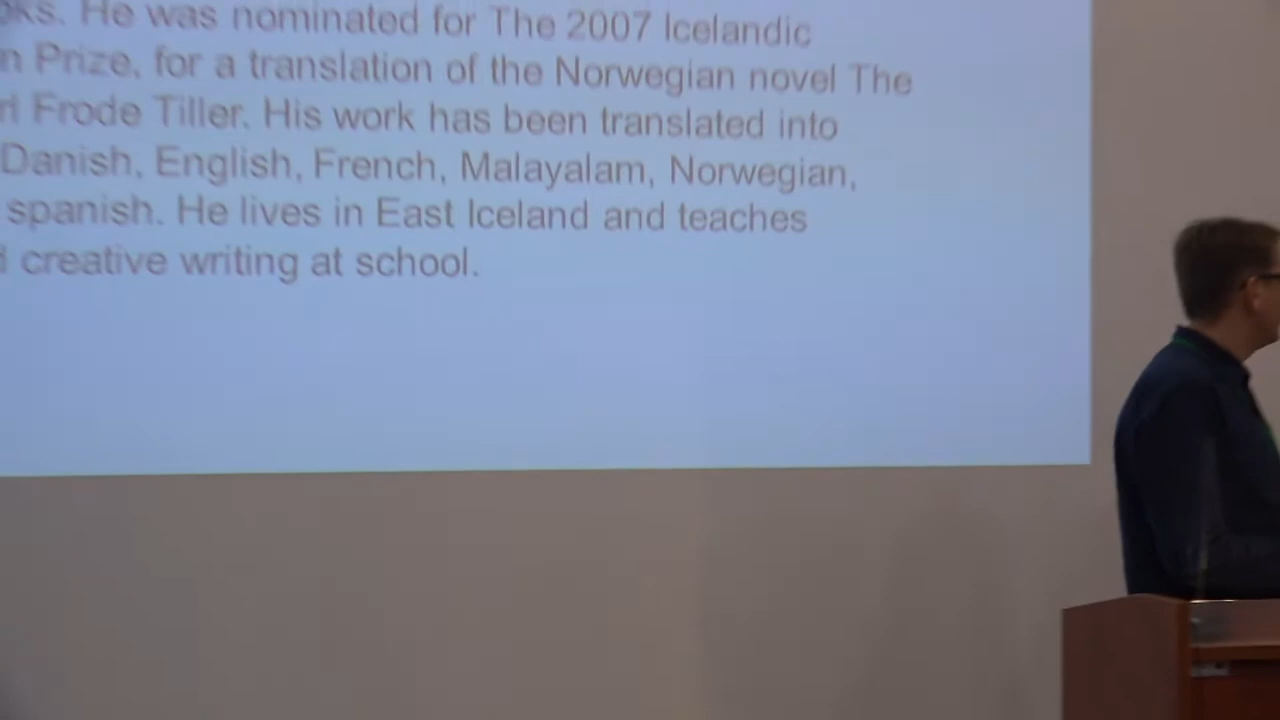 He was nominated for The 2007 Icelandic
Prize, for a translation of the Norwegian novel The
Frode Tiller. His work has been translated into
Danish, English, French, Malayalam, Norwegian,
spanish. He lives in East Iceland and teaches
creative writing at school.